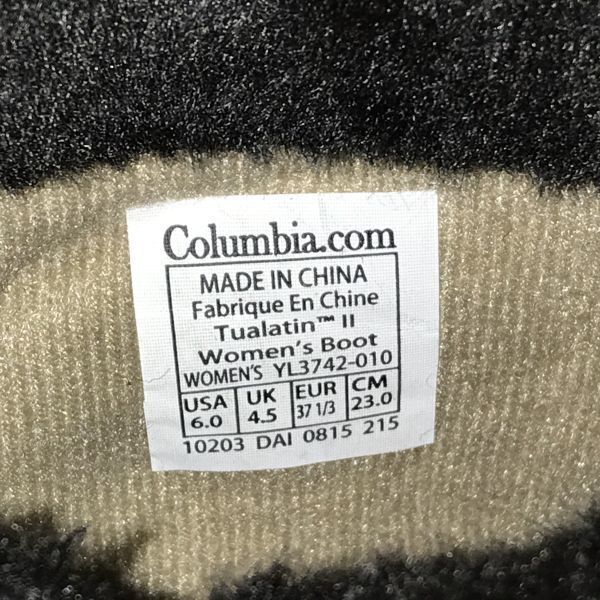 Columbia.com
MADE IN CHINA
Fabrique En Chine
Tualatin™ II
Women's Boot
WOMEN'S YL3742-010
USA UK EUR CM
6.0 4.5 37 1/3 23.0
10203 DAI 0815 215